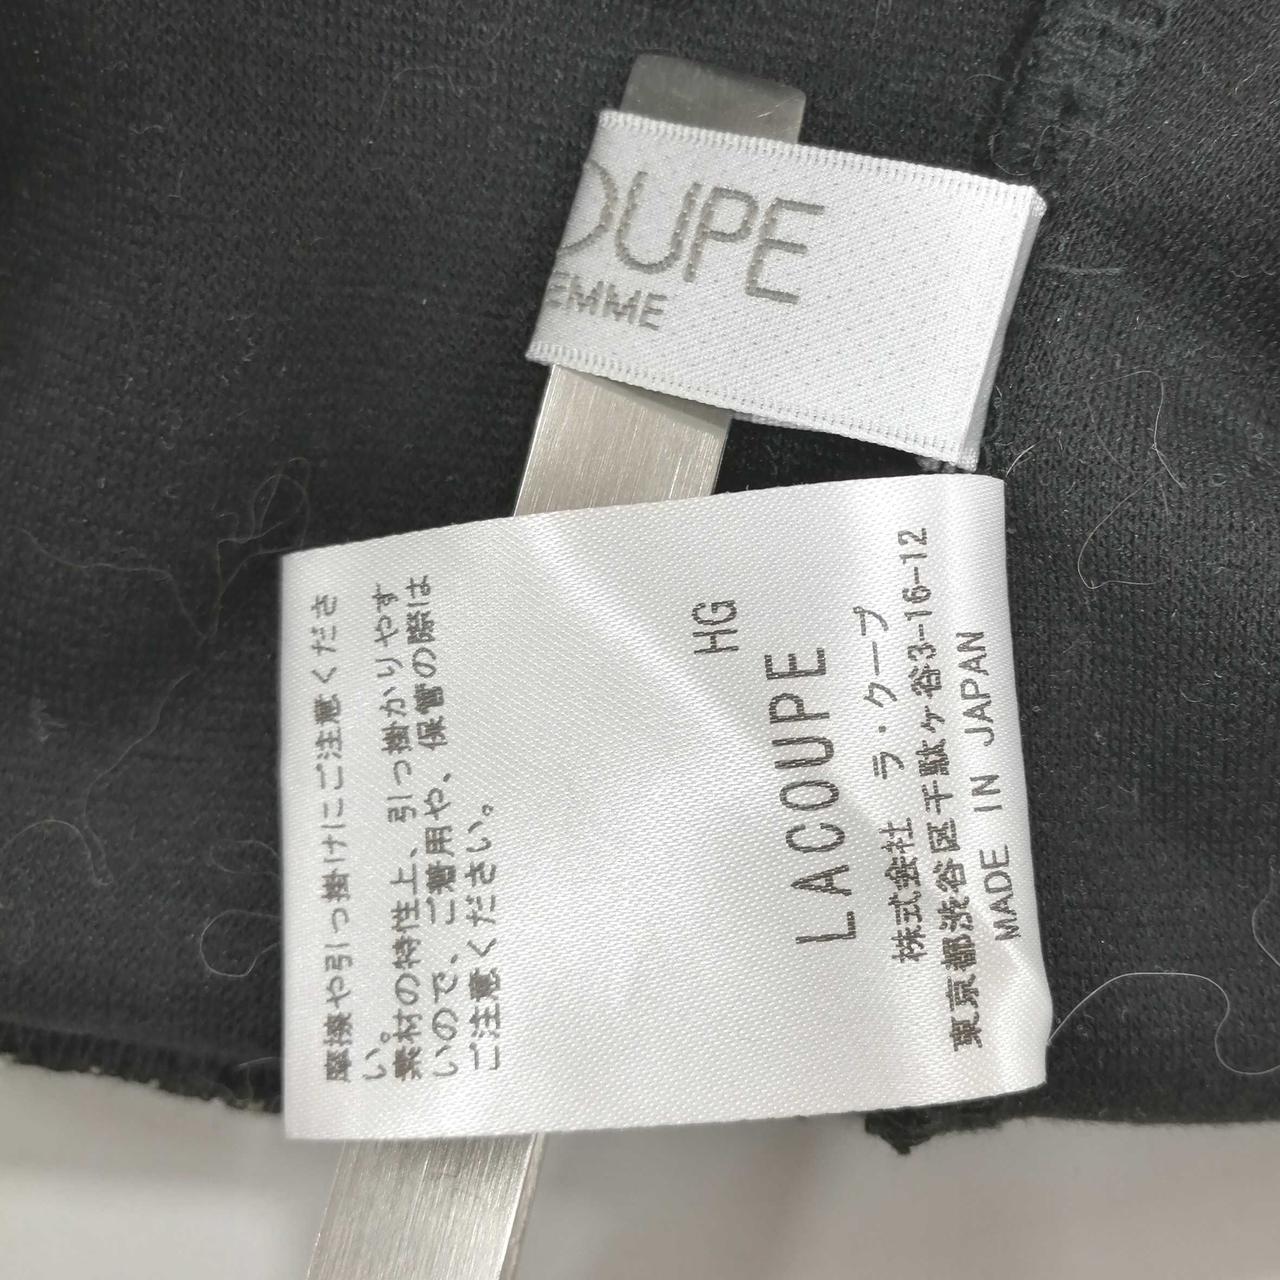 OUPE
EMME
摩擦や引っ掛けにご注意くださ
い。
素材の特性上、引っ掛かりやす
いので、ご着用や、保管の際は
ご注意ください。
HG
LACOUPE
株式会社 ラ・クープ
東京都渋谷区千駄ヶ谷3-16-12
MADE IN JAPAN